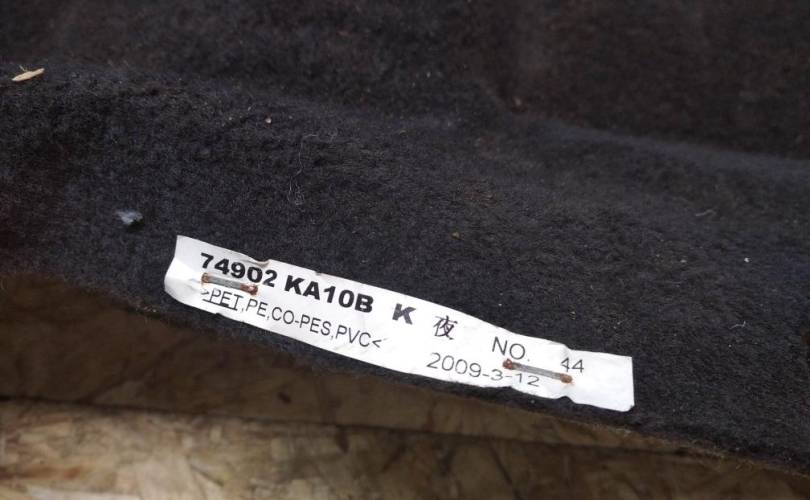 74902 KA10B K 夜 NO. 44
>PET,PE,CO-PES,PVC< 2009-3-12